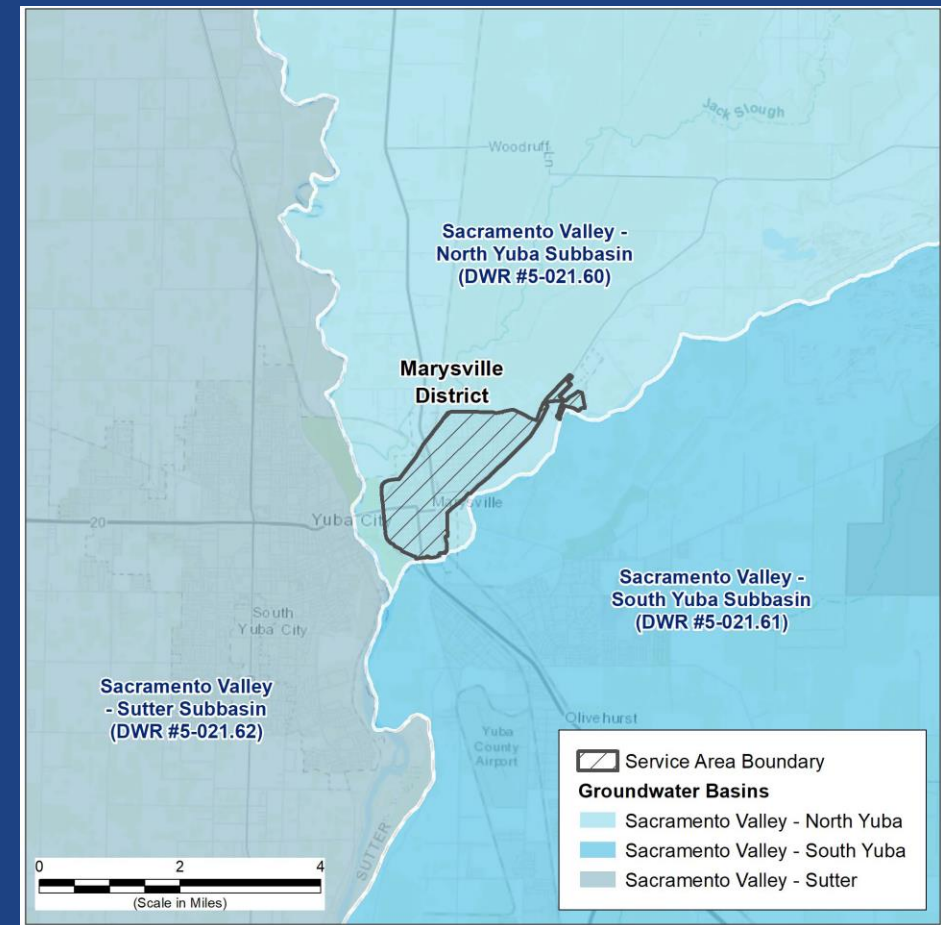 Jack Slough
Woodruff Ln
Sacramento Valley -
North Yuba Subbasin
(DWR #5-021.60)
Marysville
District
Marysville
20
Yuba City
Sacramento Valley -
South Yuba Subbasin
(DWR #5-021.61)
South
Yuba City
Sacramento Valley
- Sutter Subbasin
(DWR #5-021.62)
Olivehurst
Yuba
County
Airport
SUTTER
Service Area Boundary
Groundwater Basins
Sacramento Valley - North Yuba
Sacramento Valley - South Yuba
Sacramento Valley - Sutter
0 2 4
(Scale in Miles)